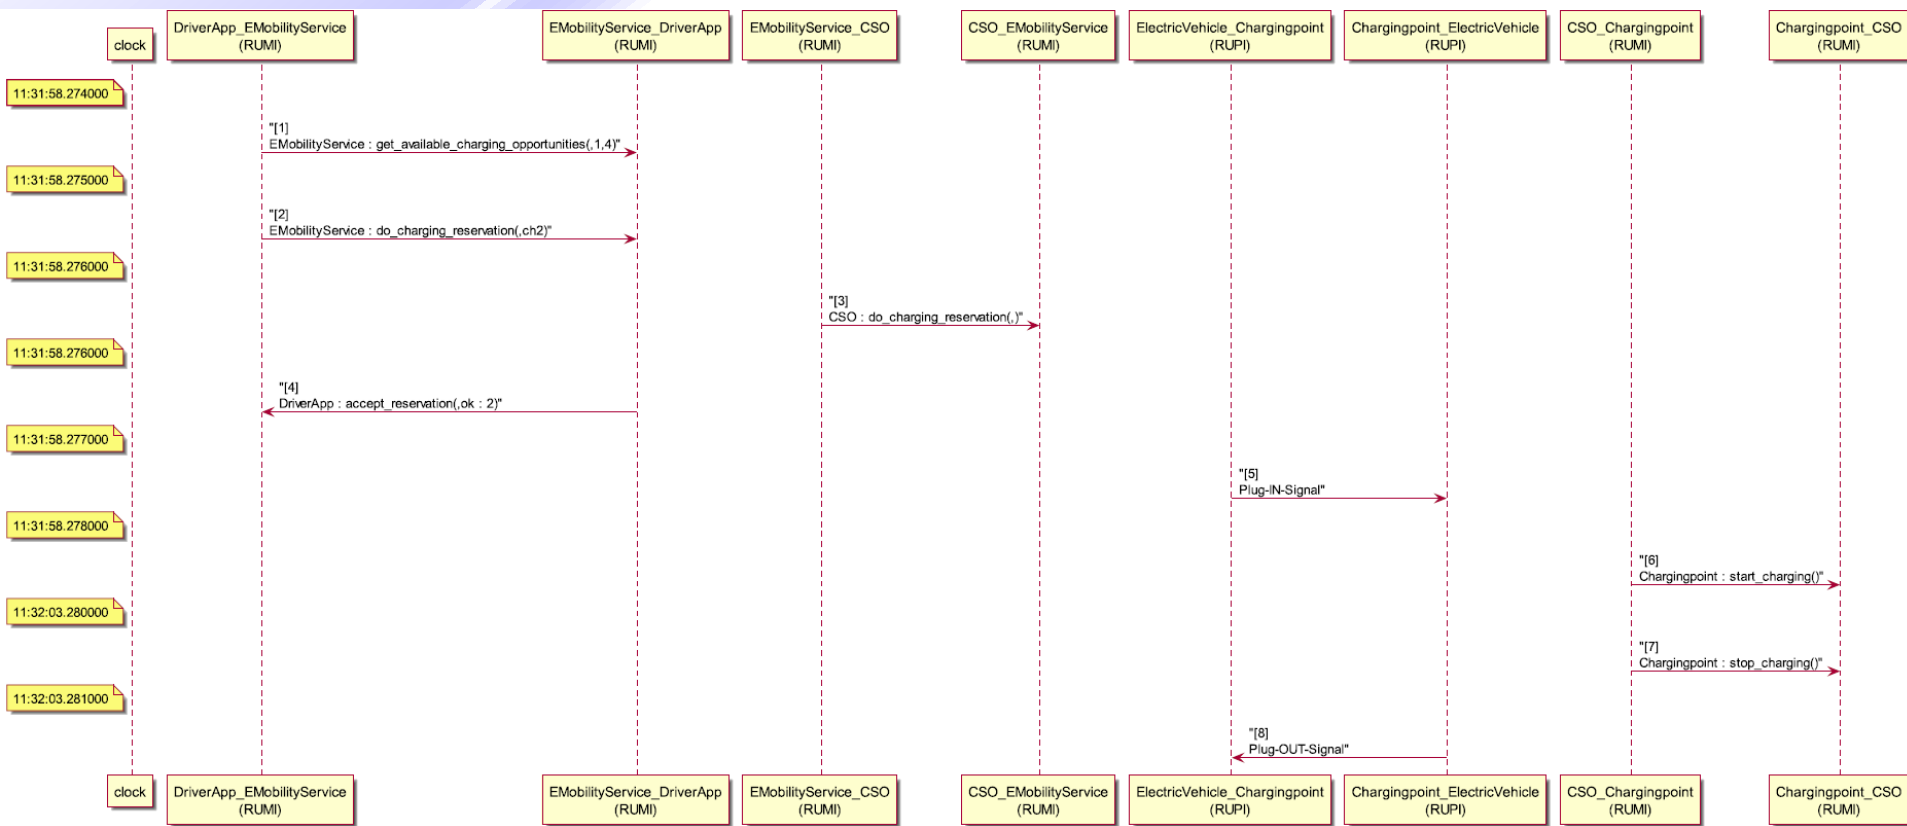 clock
DriverApp_EMobilityService
(RUMI)
EMobilityService_DriverApp
(RUMI)
EMobilityService_CSO
(RUMI)
CSO_EMobilityService
(RUMI)
ElectricVehicle_Chargingpoint
(RUPI)
Chargingpoint_ElectricVehicle
(RUPI)
CSO_Chargingpoint
(RUMI)
Chargingpoint_CSO
(RUMI)
11:31:58.274000
"[1]
EMobilityService : get_available_charging_opportunities(,1,4)"
11:31:58.275000
"[2]
EMobilityService : do_charging_reservation(,ch2)"
11:31:58.276000
"[3]
CSO : do_charging_reservation(,)"
11:31:58.276000
"[4]
DriverApp : accept_reservation(,ok : 2)"
11:31:58.277000
"[5]
Plug-IN-Signal"
11:31:58.278000
"[6]
Chargingpoint : start_charging()"
11:32:03.280000
"[7]
Chargingpoint : stop_charging()"
11:32:03.281000
"[8]
Plug-OUT-Signal"
clock
DriverApp_EMobilityService
(RUMI)
EMobilityService_DriverApp
(RUMI)
EMobilityService_CSO
(RUMI)
CSO_EMobilityService
(RUMI)
ElectricVehicle_Chargingpoint
(RUPI)
Chargingpoint_ElectricVehicle
(RUPI)
CSO_Chargingpoint
(RUMI)
Chargingpoint_CSO
(RUMI)